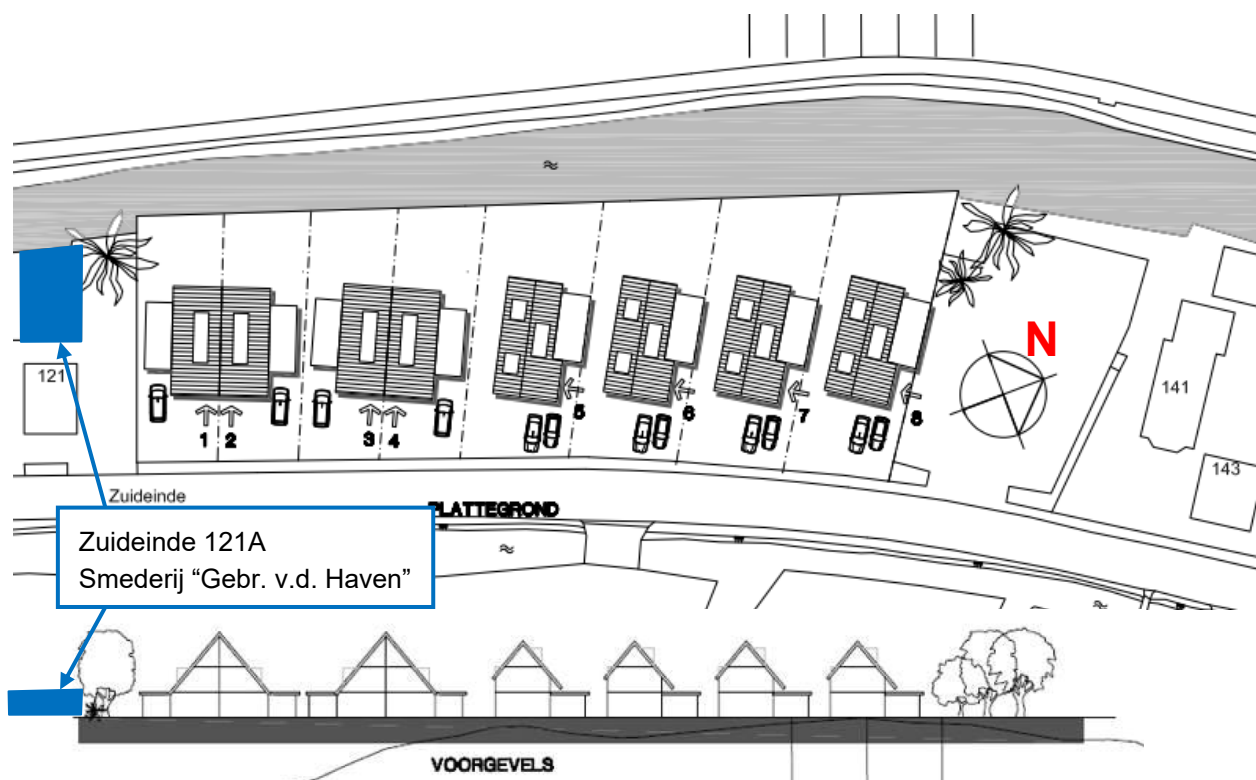 N
121
141
143
1 2
3 4
5
6
7
8
Zuideinde
PLATTEGROND
Zuideinde 121A
Smederij “Gebr. v.d. Haven”
VOORGEVELS